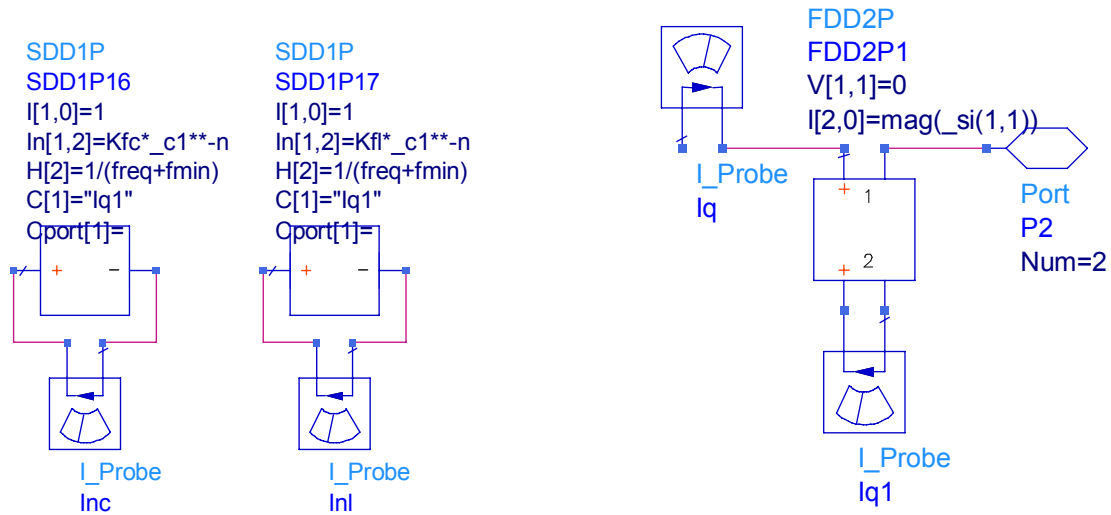 SDD1P
SDD1P16
I[1,0]=1
In[1,2]=Kfc*_c1**-n
H[2]=1/(freq+fmin)
C[1]="Iq1"
Cport[1]=
+ −
I_Probe
Inc
SDD1P
SDD1P17
I[1,0]=1
In[1,2]=Kfl*_c1**-n
H[2]=1/(freq+fmin)
C[1]="Iq1"
Cport[1]=
+ −
I_Probe
Inl
I_Probe
Iq
FDD2P
FDD2P1
V[1,1]=0
I[2,0]=mag(_si(1,1))
+ 1
+ 2
Port
P2
Num=2
I_Probe
Iq1